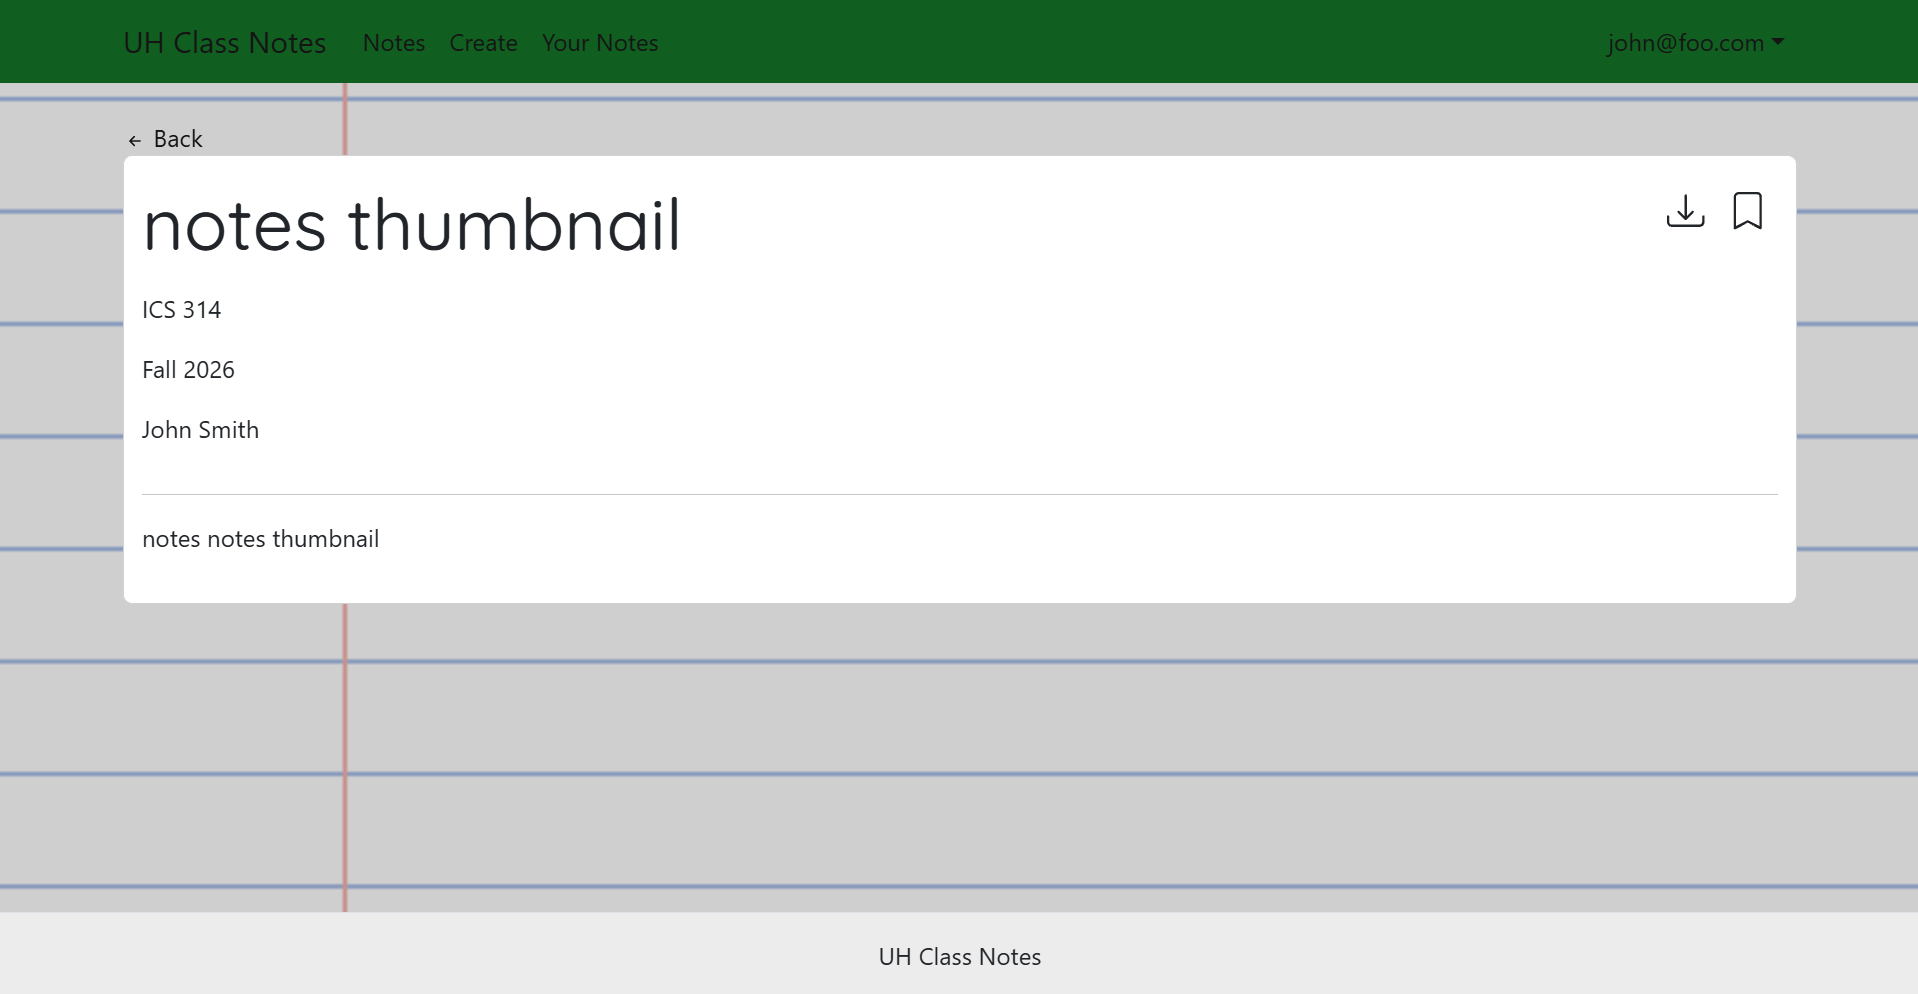 UH Class Notes Notes Create Your Notes john@foo.com
Back
notes thumbnail
ICS 314
Fall 2026
John Smith
notes notes thumbnail
UH Class Notes